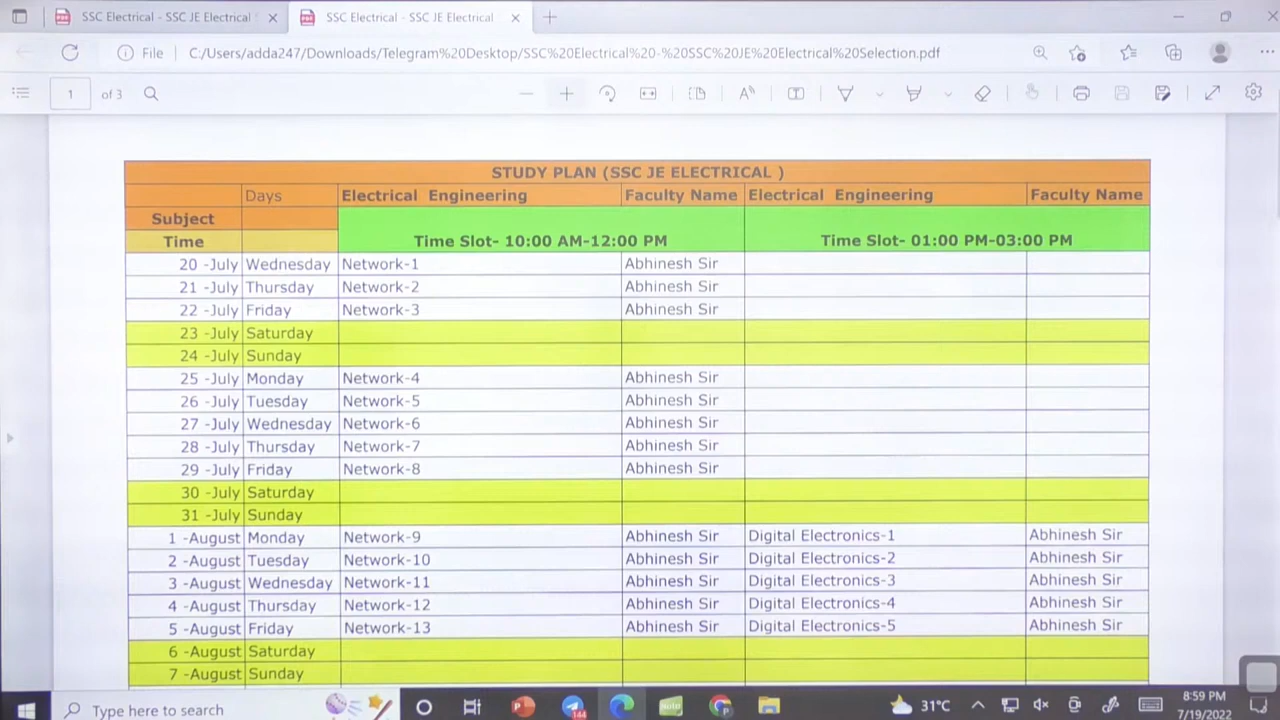 SSC Electrical - SSC JE Electrical
SSC Electrical - SSC JE Electrical
File C:/Users/adda247/Downloads/Telegram%20Desktop/SSC%20Electrical%20-%20SSC%20JE%20Electrical%20Selection.pdf
1 of 3
STUDY PLAN (SSC JE ELECTRICAL )
Days Electrical Engineering Faculty Name Electrical Engineering Faculty Name
Subject
Time Time Slot- 10:00 AM-12:00 PM Time Slot- 01:00 PM-03:00 PM
20 -July Wednesday Network-1 Abhinesh Sir
21 -July Thursday Network-2 Abhinesh Sir
22 -July Friday Network-3 Abhinesh Sir
23 -July Saturday
24 -July Sunday
25 -July Monday Network-4 Abhinesh Sir
26 -July Tuesday Network-5 Abhinesh Sir
27 -July Wednesday Network-6 Abhinesh Sir
28 -July Thursday Network-7 Abhinesh Sir
29 -July Friday Network-8 Abhinesh Sir
30 -July Saturday
31 -July Sunday
1 -August Monday Network-9 Abhinesh Sir Digital Electronics-1 Abhinesh Sir
2 -August Tuesday Network-10 Abhinesh Sir Digital Electronics-2 Abhinesh Sir
3 -August Wednesday Network-11 Abhinesh Sir Digital Electronics-3 Abhinesh Sir
4 -August Thursday Network-12 Abhinesh Sir Digital Electronics-4 Abhinesh Sir
5 -August Friday Network-13 Abhinesh Sir Digital Electronics-5 Abhinesh Sir
6 -August Saturday
7 -August Sunday
Type here to search 144 31°C 8:59 PM
7/19/2022